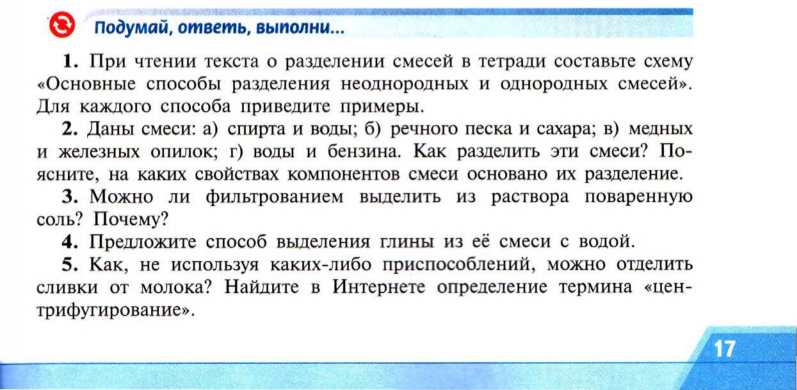 Подумай, ответь, выполни...
1. При чтении текста о разделении смесей в тетради составьте схему
«Основные способы разделения неоднородных и однородных смесей».
Для каждого способа приведите примеры.
2. Даны смеси: а) спирта и воды; б) речного песка и сахара; в) медных
и железных опилок; г) воды и бензина. Как разделить эти смеси? По-
ясните, на каких свойствах компонентов смеси основано их разделение.
3. Можно ли фильтрованием выделить из раствора поваренную
соль? Почему?
4. Предложите способ выделения глины из её смеси с водой.
5. Как, не используя каких-либо приспособлений, можно отделить
сливки от молока? Найдите в Интернете определение термина «цен-
трифугирование».
17